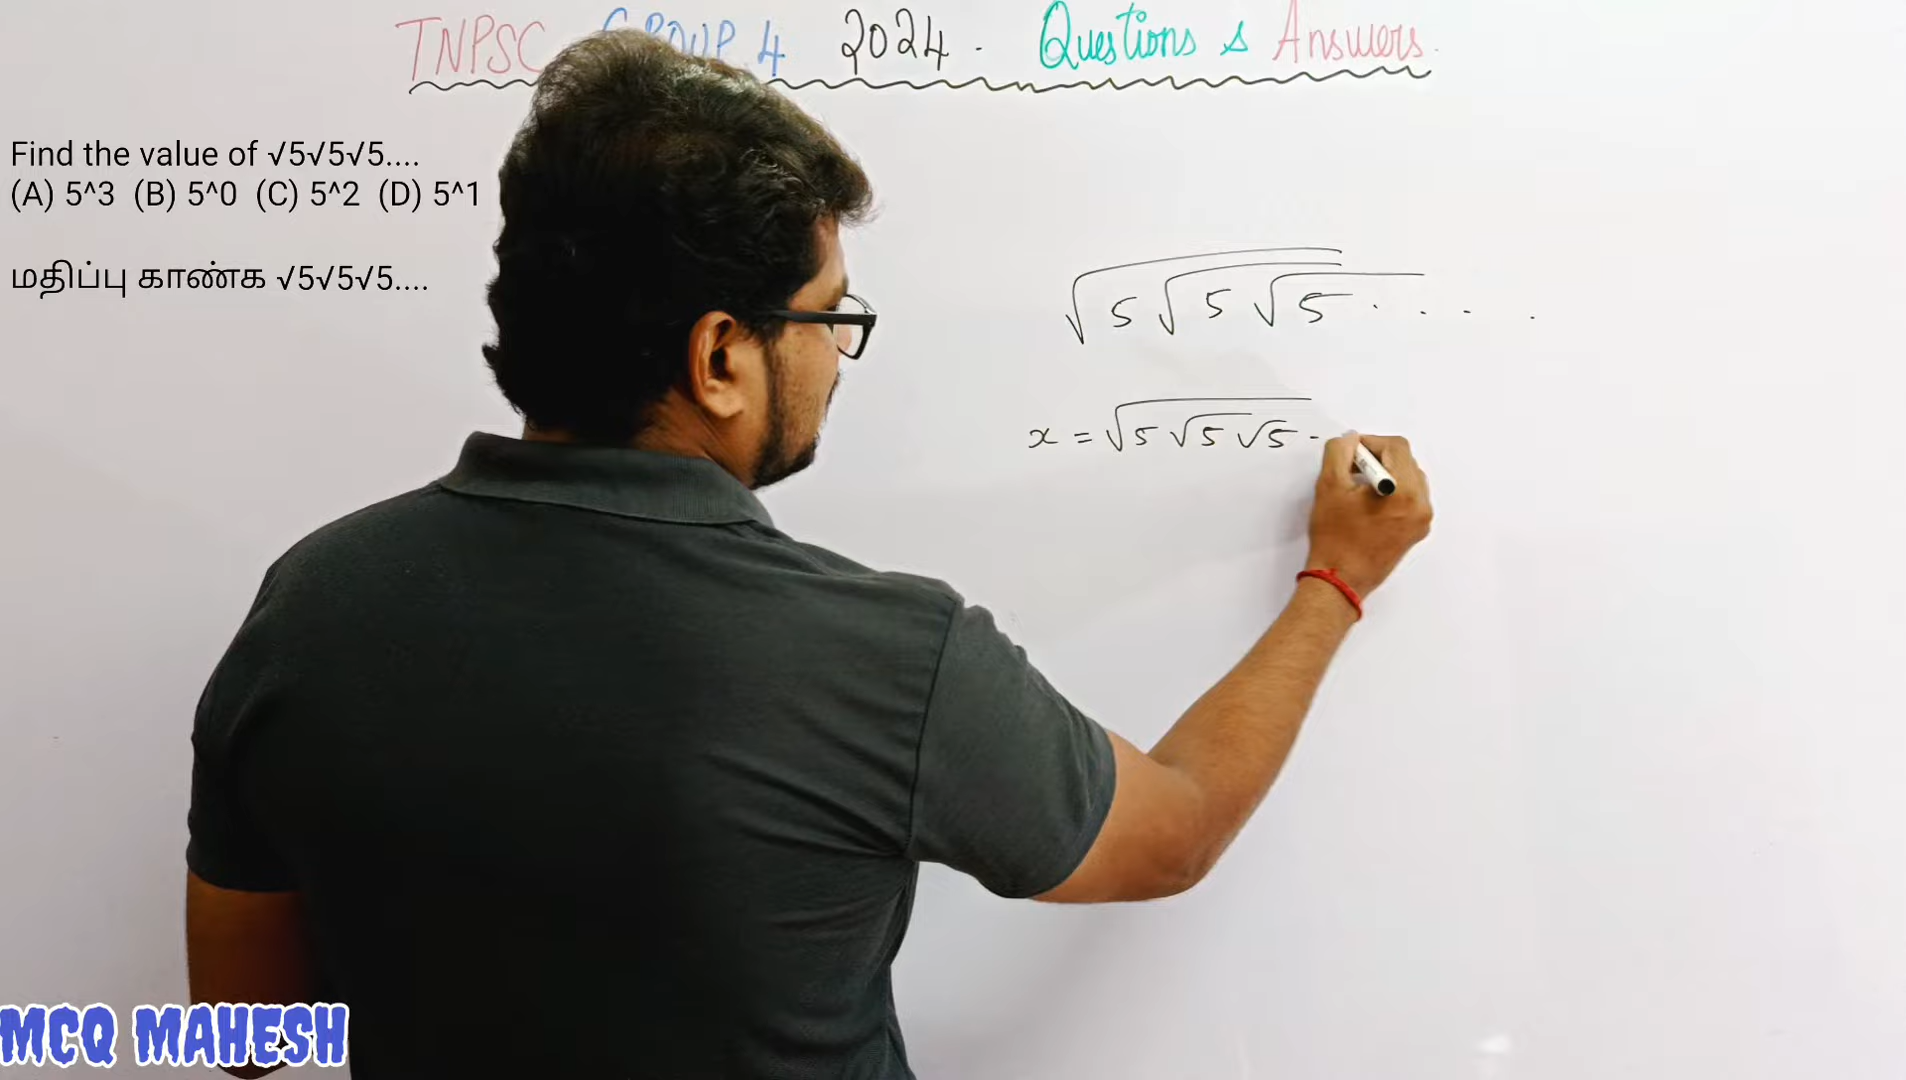 TNPSC GROUP 4 2024. Questions & Answers.
Find the value of √5√5√5....
(A) 5^3 (B) 5^0 (C) 5^2 (D) 5^1
மதிப்பு காண்க √5√5√5....
√5√5√5. . . .
x = √5√5√5 -
MCQ MAHESH